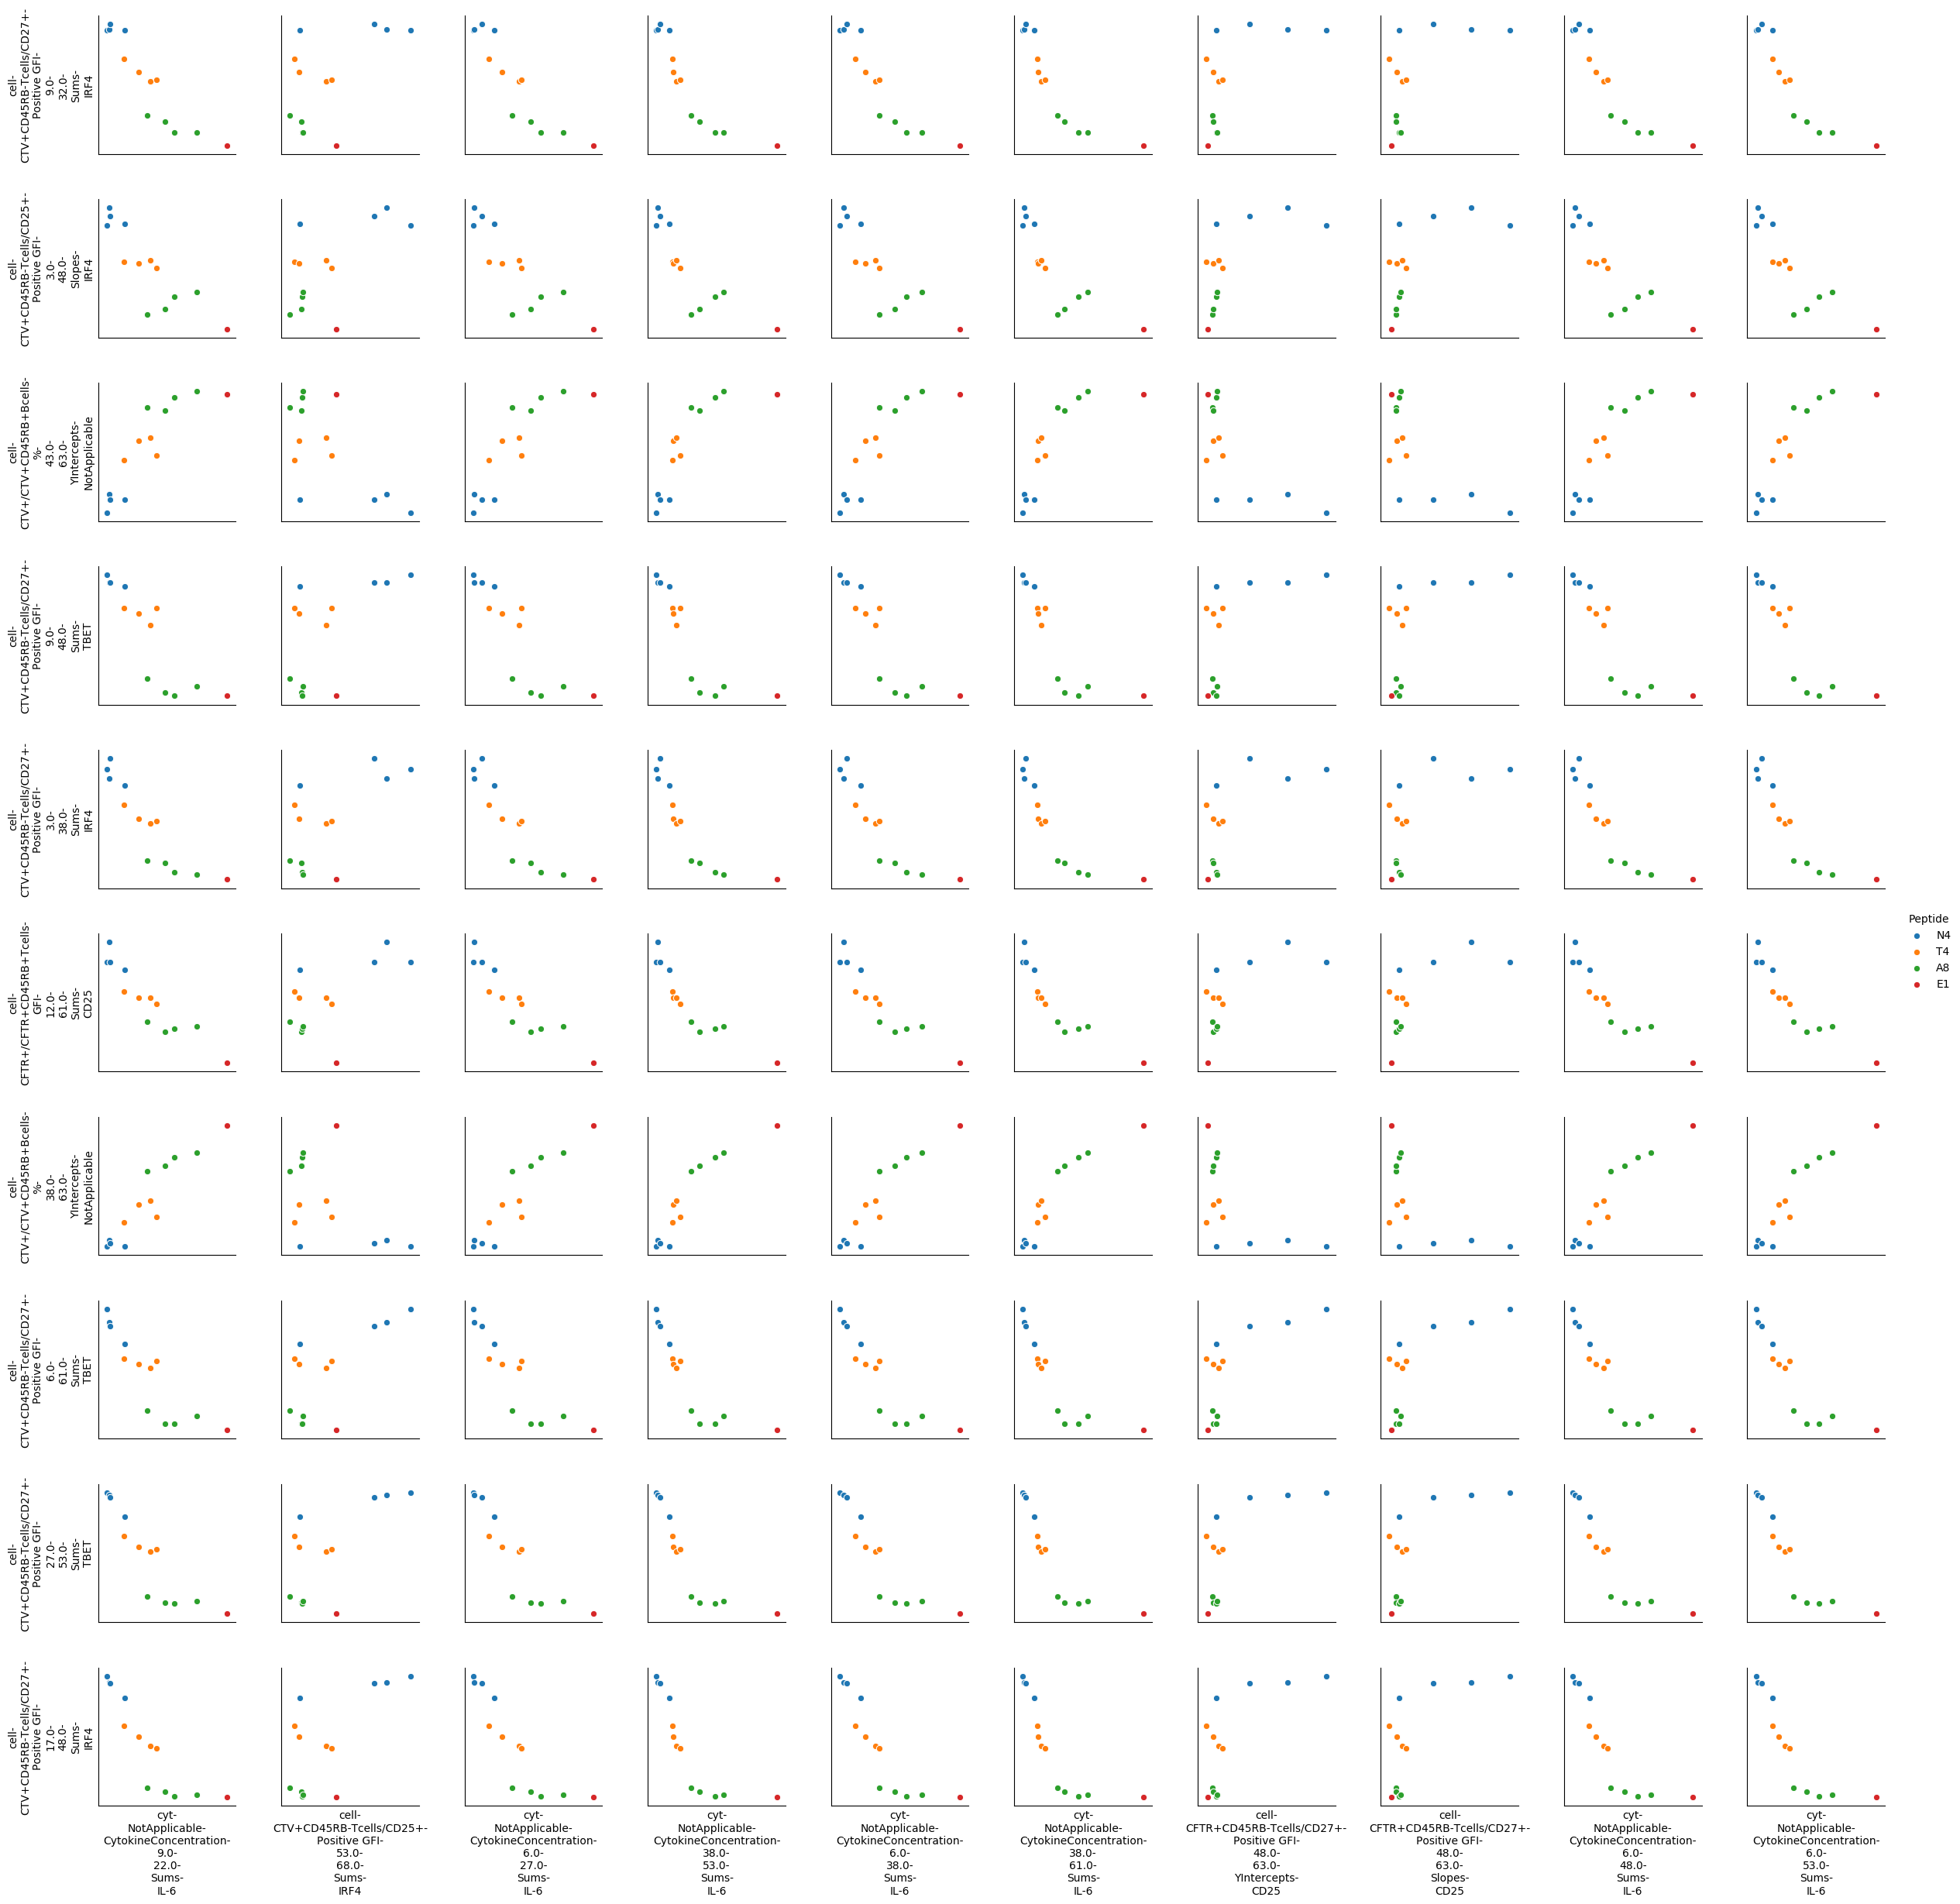 cell-
CTV+CD45RB-Tcells/CD27+-
Positive GFI-
9.0-
32.0-
Sums-
IRF4
cell-
CTV+CD45RB-Tcells/CD25+-
Positive GFI-
3.0-
48.0-
Slopes-
IRF4
cell-
CTV+/CTV+CD45RB+Bcells-
%-
43.0-
63.0-
YIntercepts-
NotApplicable
cell-
CTV+CD45RB-Tcells/CD27+-
Positive GFI-
9.0-
48.0-
Sums-
TBET
cell-
CTV+CD45RB-Tcells/CD27+-
Positive GFI-
3.0-
38.0-
Sums-
IRF4
cell-
CFTR+/CFTR+CD45RB+Tcells-
GFI-
12.0-
61.0-
Sums-
CD25
cell-
CTV+/CTV+CD45RB+Bcells-
%-
38.0-
63.0-
YIntercepts-
NotApplicable
cell-
CTV+CD45RB-Tcells/CD27+-
Positive GFI-
6.0-
61.0-
Sums-
TBET
cell-
CTV+CD45RB-Tcells/CD27+-
Positive GFI-
27.0-
53.0-
Sums-
TBET
cell-
CTV+CD45RB-Tcells/CD27+-
Positive GFI-
17.0-
48.0-
Sums-
IRF4
cyt-
NotApplicable-
CytokineConcentration-
9.0-
22.0-
Sums-
IL-6
cell-
CTV+CD45RB-Tcells/CD25+-
Positive GFI-
53.0-
68.0-
Sums-
IRF4
cyt-
NotApplicable-
CytokineConcentration-
6.0-
27.0-
Sums-
IL-6
cyt-
NotApplicable-
CytokineConcentration-
38.0-
53.0-
Sums-
IL-6
cyt-
NotApplicable-
CytokineConcentration-
6.0-
38.0-
Sums-
IL-6
cyt-
NotApplicable-
CytokineConcentration-
38.0-
61.0-
Sums-
IL-6
cell-
CFTR+CD45RB-Tcells/CD27+-
Positive GFI-
48.0-
63.0-
YIntercepts-
CD25
cell-
CFTR+CD45RB-Tcells/CD27+-
Positive GFI-
48.0-
63.0-
Slopes-
CD25
cyt-
NotApplicable-
CytokineConcentration-
6.0-
48.0-
Sums-
IL-6
cyt-
NotApplicable-
CytokineConcentration-
6.0-
53.0-
Sums-
IL-6
Peptide
N4
T4
A8
E1